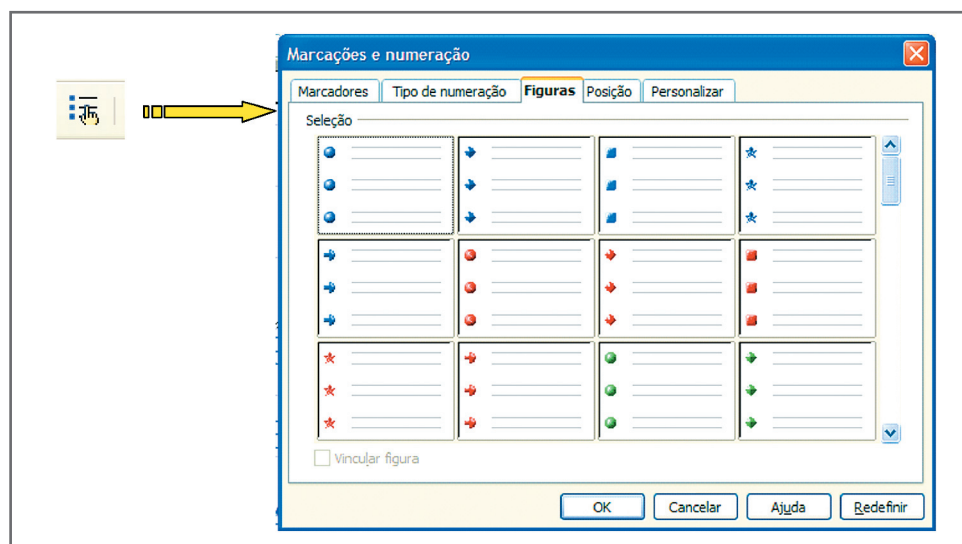 Marcações e numeração
Marcadores Tipo de numeração Figuras Posição Personalizar
Seleção
Vincular figura
OK Cancelar Ajuda Redefinir